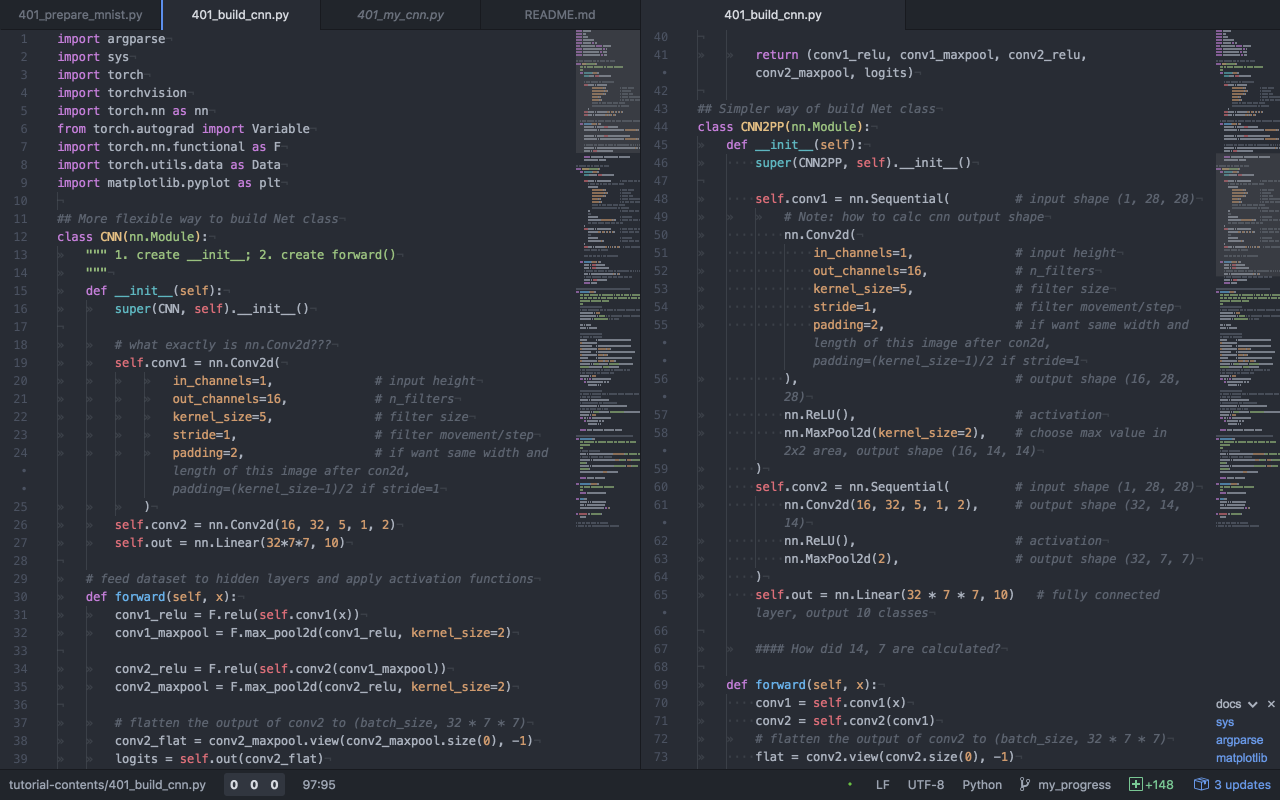 401_prepare_mnist.py
401_build_cnn.py
401_my_cnn.py
README.md
401_build_cnn.py
1 import argparse
2 import sys
3 import torch
4 import torchvision
5 import torch.nn as nn
6 from torch.autograd import Variable
7 import torch.nn.functional as F
8 import torch.utils.data as Data
9 import matplotlib.pyplot as plt
10
11 ## More flexible way to build Net class
12 class CNN(nn.Module):
13 """ 1. create __init__; 2. create forward()
14 """
15 def __init__(self):
16 super(CNN, self).__init__()
17
18 # what exactly is nn.Conv2d???
19 self.conv1 = nn.Conv2d(
20 in_channels=1, # input height
21 out_channels=16, # n_filters
22 kernel_size=5, # filter size
23 stride=1, # filter movement/step
24 padding=2, # if want same width and
length of this image after con2d,
padding=(kernel_size-1)/2 if stride=1
25 )
26 self.conv2 = nn.Conv2d(16, 32, 5, 1, 2)
27 self.out = nn.Linear(32*7*7, 10)
28
29 # feed dataset to hidden layers and apply activation functions
30 def forward(self, x):
31 conv1_relu = F.relu(self.conv1(x))
32 conv1_maxpool = F.max_pool2d(conv1_relu, kernel_size=2)
33
34 conv2_relu = F.relu(self.conv2(conv1_maxpool))
35 conv2_maxpool = F.max_pool2d(conv2_relu, kernel_size=2)
36
37 # flatten the output of conv2 to (batch_size, 32 * 7 * 7)
38 conv2_flat = conv2_maxpool.view(conv2_maxpool.size(0), -1)
39 logits = self.out(conv2_flat)
40
41 return (conv1_relu, conv1_maxpool, conv2_relu,
conv2_maxpool, logits)
42
43 ## Simpler way of build Net class
44 class CNN2PP(nn.Module):
45 def __init__(self):
46 super(CNN2PP, self).__init__()
47
48 self.conv1 = nn.Sequential( # input shape (1, 28, 28)
49 # Note: how to calc cnn output shape
50 nn.Conv2d(
51 in_channels=1, # input height
52 out_channels=16, # n_filters
53 kernel_size=5, # filter size
54 stride=1, # filter movement/step
55 padding=2, # if want same width and
length of this image after con2d,
padding=(kernel_size-1)/2 if stride=1
56 ), # output shape (16, 28,
28)
57 nn.ReLU(), # activation
58 nn.MaxPool2d(kernel_size=2), # choose max value in
2x2 area, output shape (16, 14, 14)
59 )
60 self.conv2 = nn.Sequential( # input shape (1, 28, 28)
61 nn.Conv2d(16, 32, 5, 1, 2), # output shape (32, 14,
14)
62 nn.ReLU(), # activation
63 nn.MaxPool2d(2), # output shape (32, 7, 7)
64 )
65 self.out = nn.Linear(32 * 7 * 7, 10) # fully connected
layer, output 10 classes
66
67 #### How did 14, 7 are calculated?
68
69 def forward(self, x):
70 conv1 = self.conv1(x)
71 conv2 = self.conv2(conv1)
72 # flatten the output of conv2 to (batch_size, 32 * 7 * 7)
73 flat = conv2.view(conv2.size(0), -1)
docs ×
sys
argparse
matplotlib
tutorial-contents/401_build_cnn.py 0 0 0 97:95 LF UTF-8 Python my_progress +148 3 updates